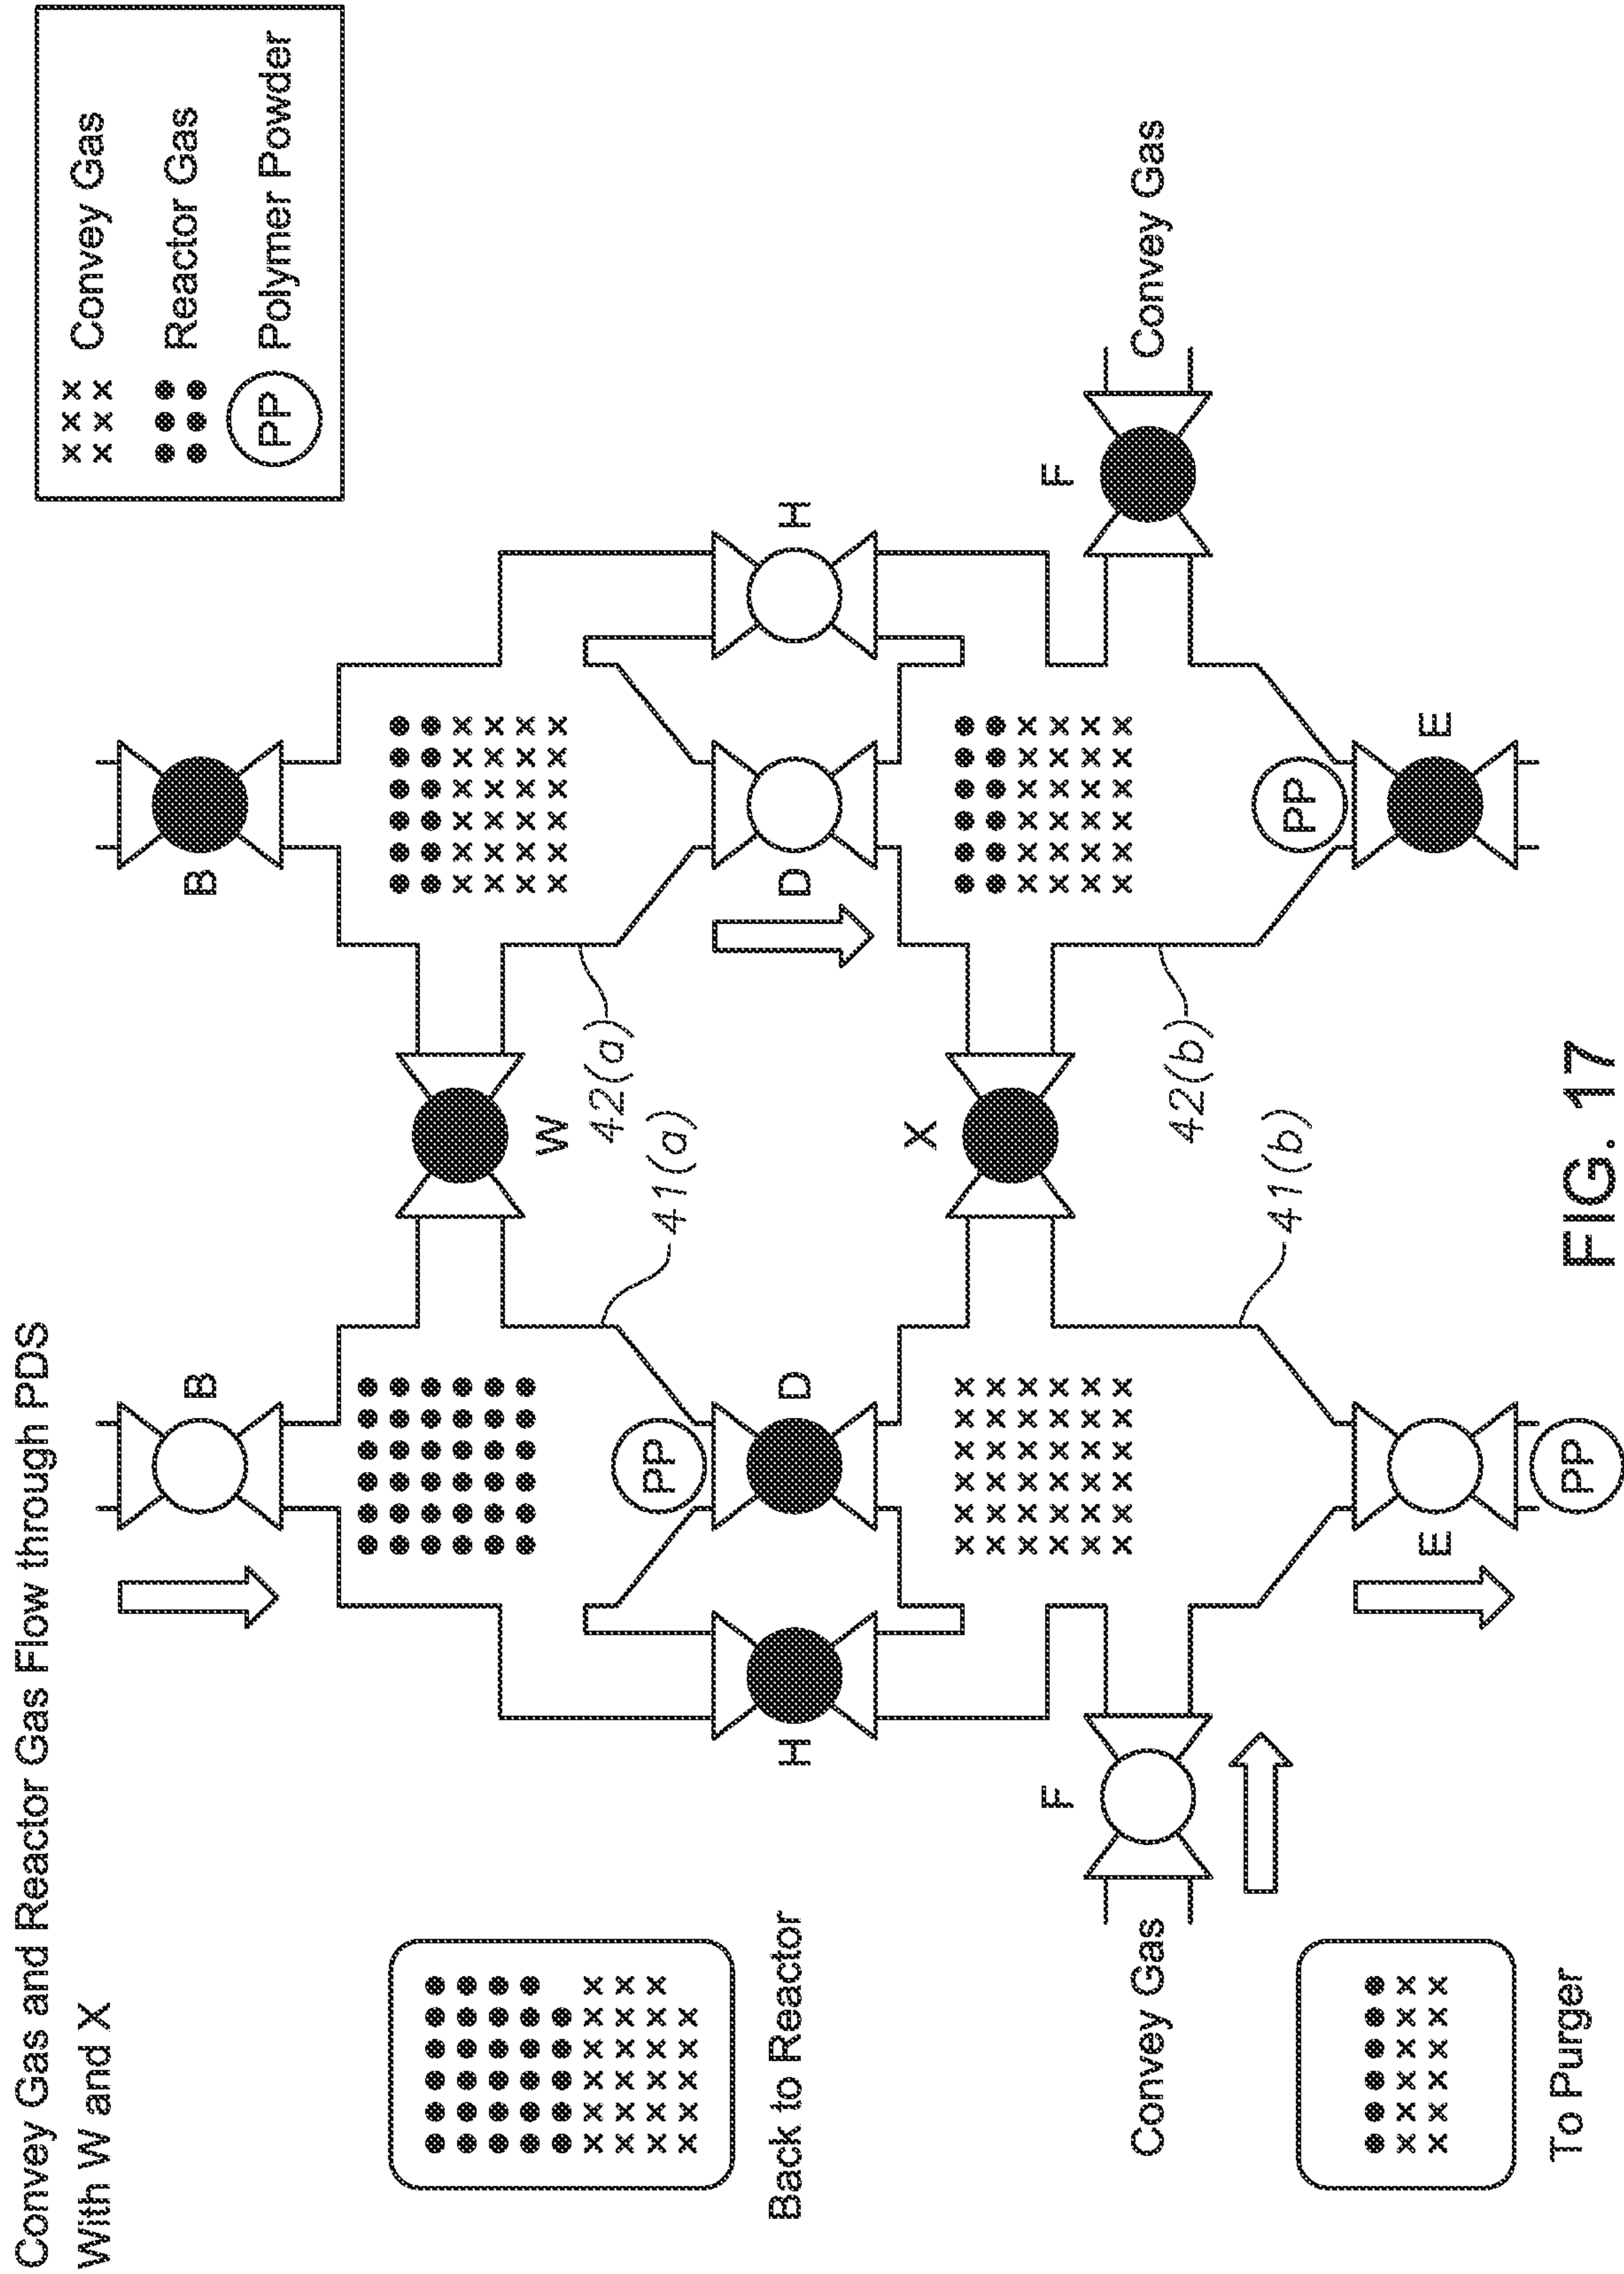 Convey Gas and Reactor Gas Flow through PDS
With W and X
x x x Convey Gas
x x x
Reactor Gas
PP Polymer Powder
B
B
W
42(a)
41(a)
PP
H
D
D
H
Back to Reactor
X
F
F
Convey Gas
Convey Gas
42(b)
41(b)
PP
E
E
PP
To Purger
FIG. 17